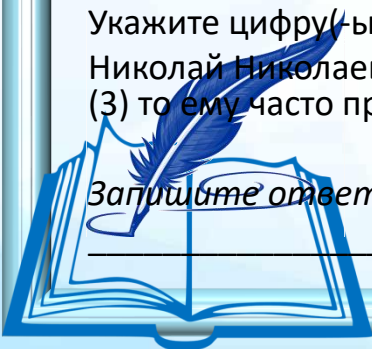 Укажите цифру(-ы
Николай Николаев
(3) то ему часто пр
Запишите ответ